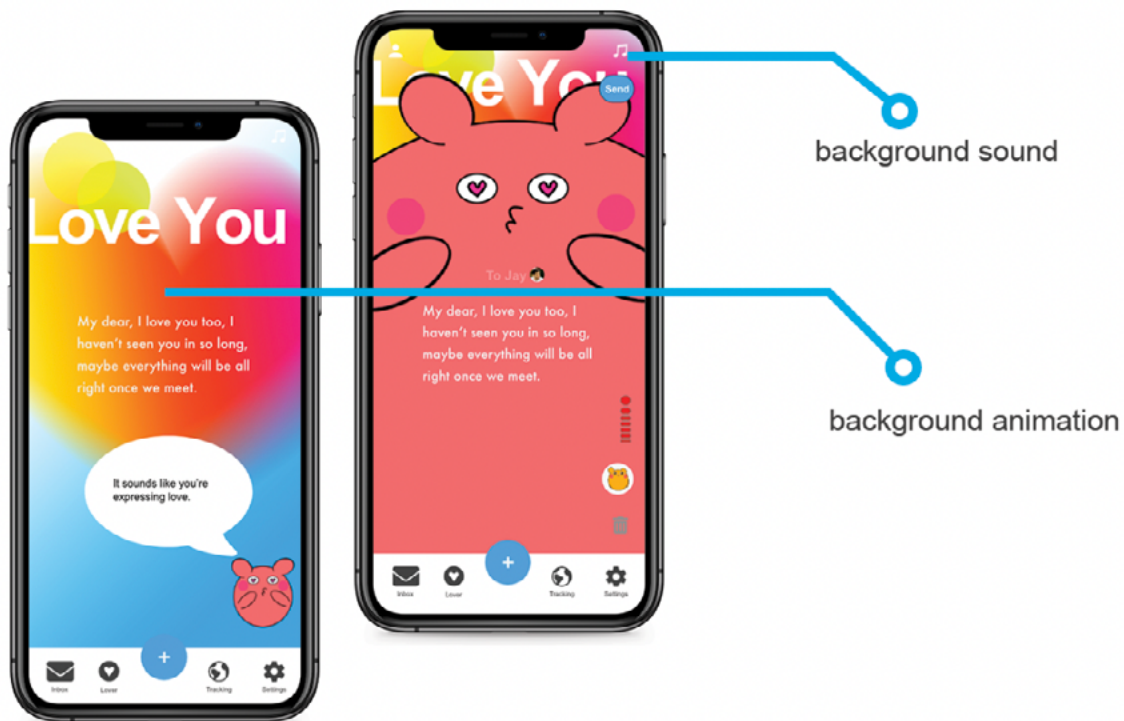 Love You
My dear, I love you too, I
haven't seen you in so long,
maybe everything will be all
right once we meet.
It sounds like you're
expressing love.
+
Inbox
Lover
Tracking
Settings
Love You
Send
To Jay
My dear, I love you too, I
haven't seen you in so long,
maybe everything will be all
right once we meet.
+
Inbox
Lover
Tracking
Settings
background sound
background animation